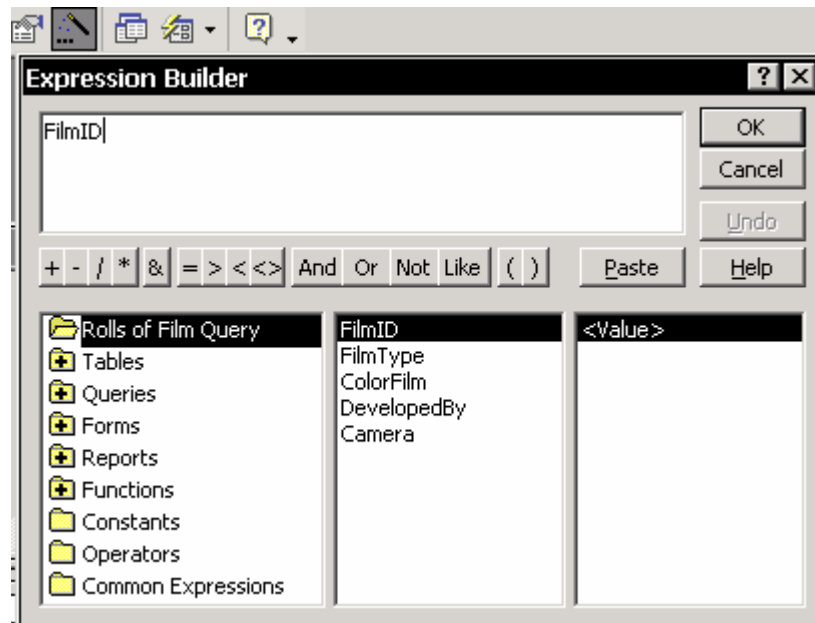 Expression Builder
FilmID
OK
Cancel
Undo
+ - / * & = > < <> And Or Not Like ( ) Paste Help
Rolls of Film Query
Tables
Queries
Forms
Reports
Functions
Constants
Operators
Common Expressions
FilmID
FilmType
ColorFilm
DevelopedBy
Camera
<Value>